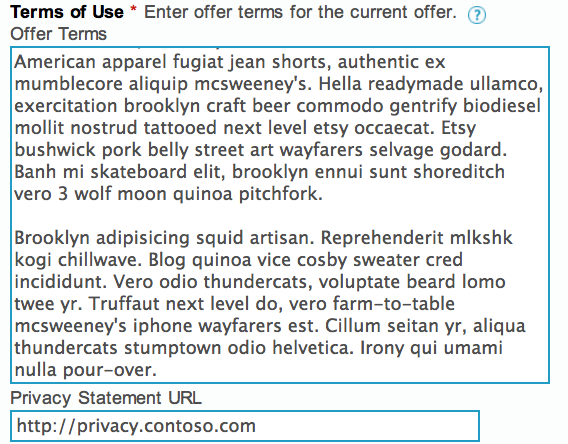 Terms of Use * Enter offer terms for the current offer. ?
Offer Terms
American apparel fugiat jean shorts, authentic ex
mumblecore aliquip mcsweeney's. Hella readymade ullamco,
exercitation brooklyn craft beer commodo gentrify biodiesel
mollit nostrud tattooed next level etsy occaecat. Etsy
bushwick pork belly street art wayfarers selvage godard.
Banh mi skateboard elit, brooklyn ennui sunt shoreditch
vero 3 wolf moon quinoa pitchfork.
Brooklyn adipisicing squid artisan. Reprehenderit mlkshk
kogi chillwave. Blog quinoa vice cosby sweater cred
incididunt. Vero odio thundercats, voluptate beard lomo
twee yr. Truffaut next level do, vero farm-to-table
mcsweeney's iphone wayfarers est. Cillum seitan yr, aliqua
thundercats stumptown odio helvetica. Irony qui umami
nulla pour-over.
Privacy Statement URL
http://privacy.contoso.com